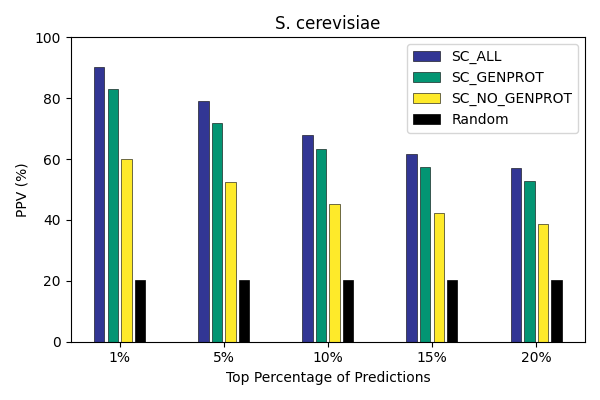 S. cerevisiae
100
80
60
40
20
0
PPV (%)
SC_ALL
SC_GENPROT
SC_NO_GENPROT
Random
1% 5% 10% 15% 20%
Top Percentage of Predictions